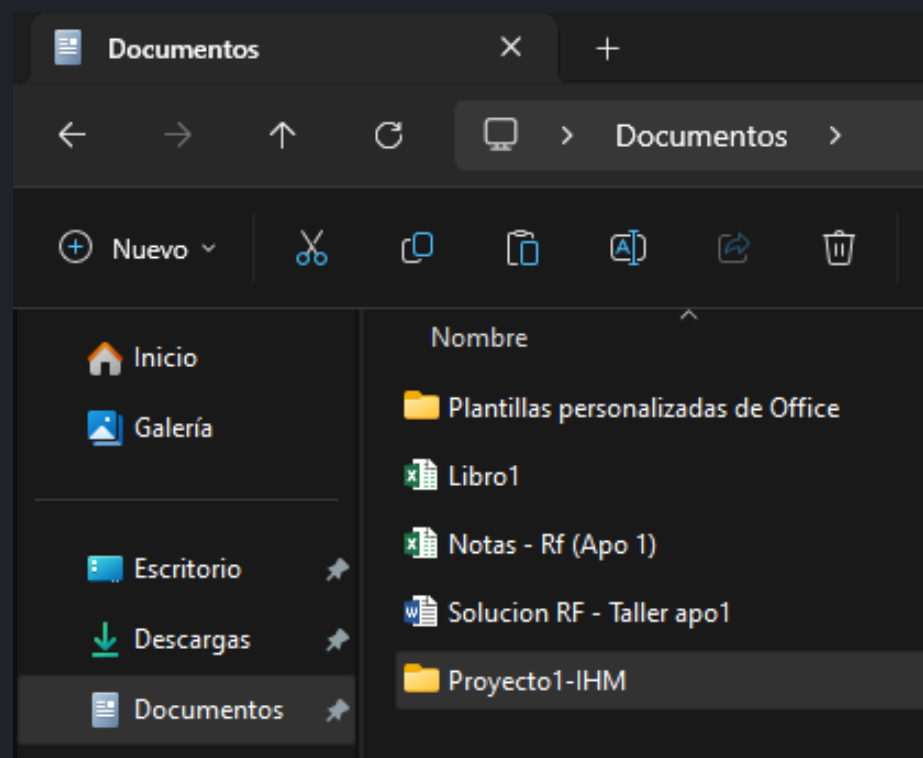 Documentos
Documentos
Nuevo
Inicio
Galería
Escritorio
Descargas
Documentos
Nombre
Plantillas personalizadas de Office
Libro1
Notas - Rf (Apo 1)
Solucion RF - Taller apo1
Proyecto1-IHM